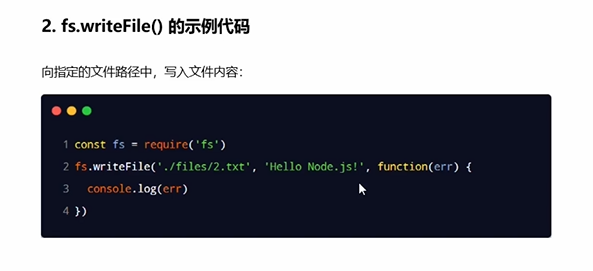 2. fs.writeFile() 的示例代码
向指定的文件路径中，写入文件内容：
1 const fs = require('fs')
2 fs.writeFile('./files/2.txt', 'Hello Node.js!', function(err) {
3   console.log(err)
4 })